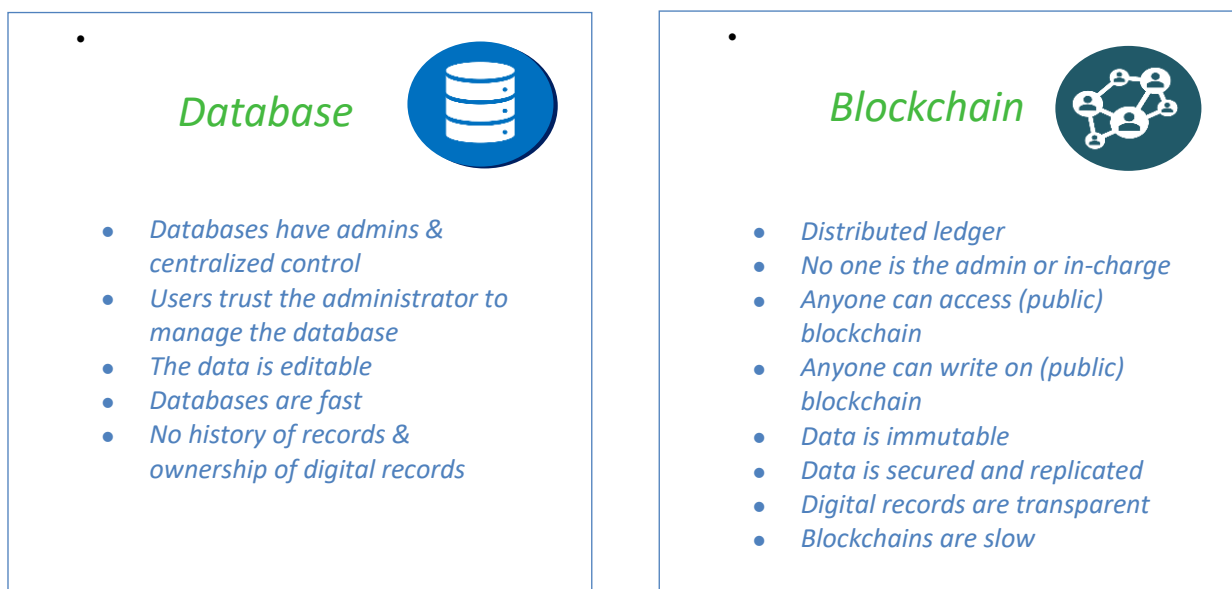 Database
● Databases have admins &
centralized control
● Users trust the administrator to
manage the database
● The data is editable
● Databases are fast
● No history of records &
ownership of digital records
Blockchain
● Distributed ledger
● No one is the admin or in-charge
● Anyone can access (public)
blockchain
● Anyone can write on (public)
blockchain
● Data is immutable
● Data is secured and replicated
● Digital records are transparent
● Blockchains are slow